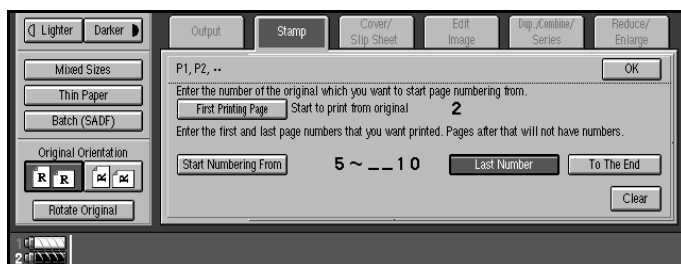 Lighter Darker
Mixed Sizes
Thin Paper
Batch (SADF)
Original Orientation
R R R R
Rotate Original
1
2
Output Stamp Cover/ Slip Sheet Edit Image Dup./Combine/ Series Reduce/ Enlarge
P1, P2, ··
OK
Enter the number of the original which you want to start page numbering from.
First Printing Page Start to print from original 2
Enter the first and last page numbers that you want printed. Pages after that will not have numbers.
Start Numbering From 5 ~ _ _ 1 0 Last Number To The End
Clear